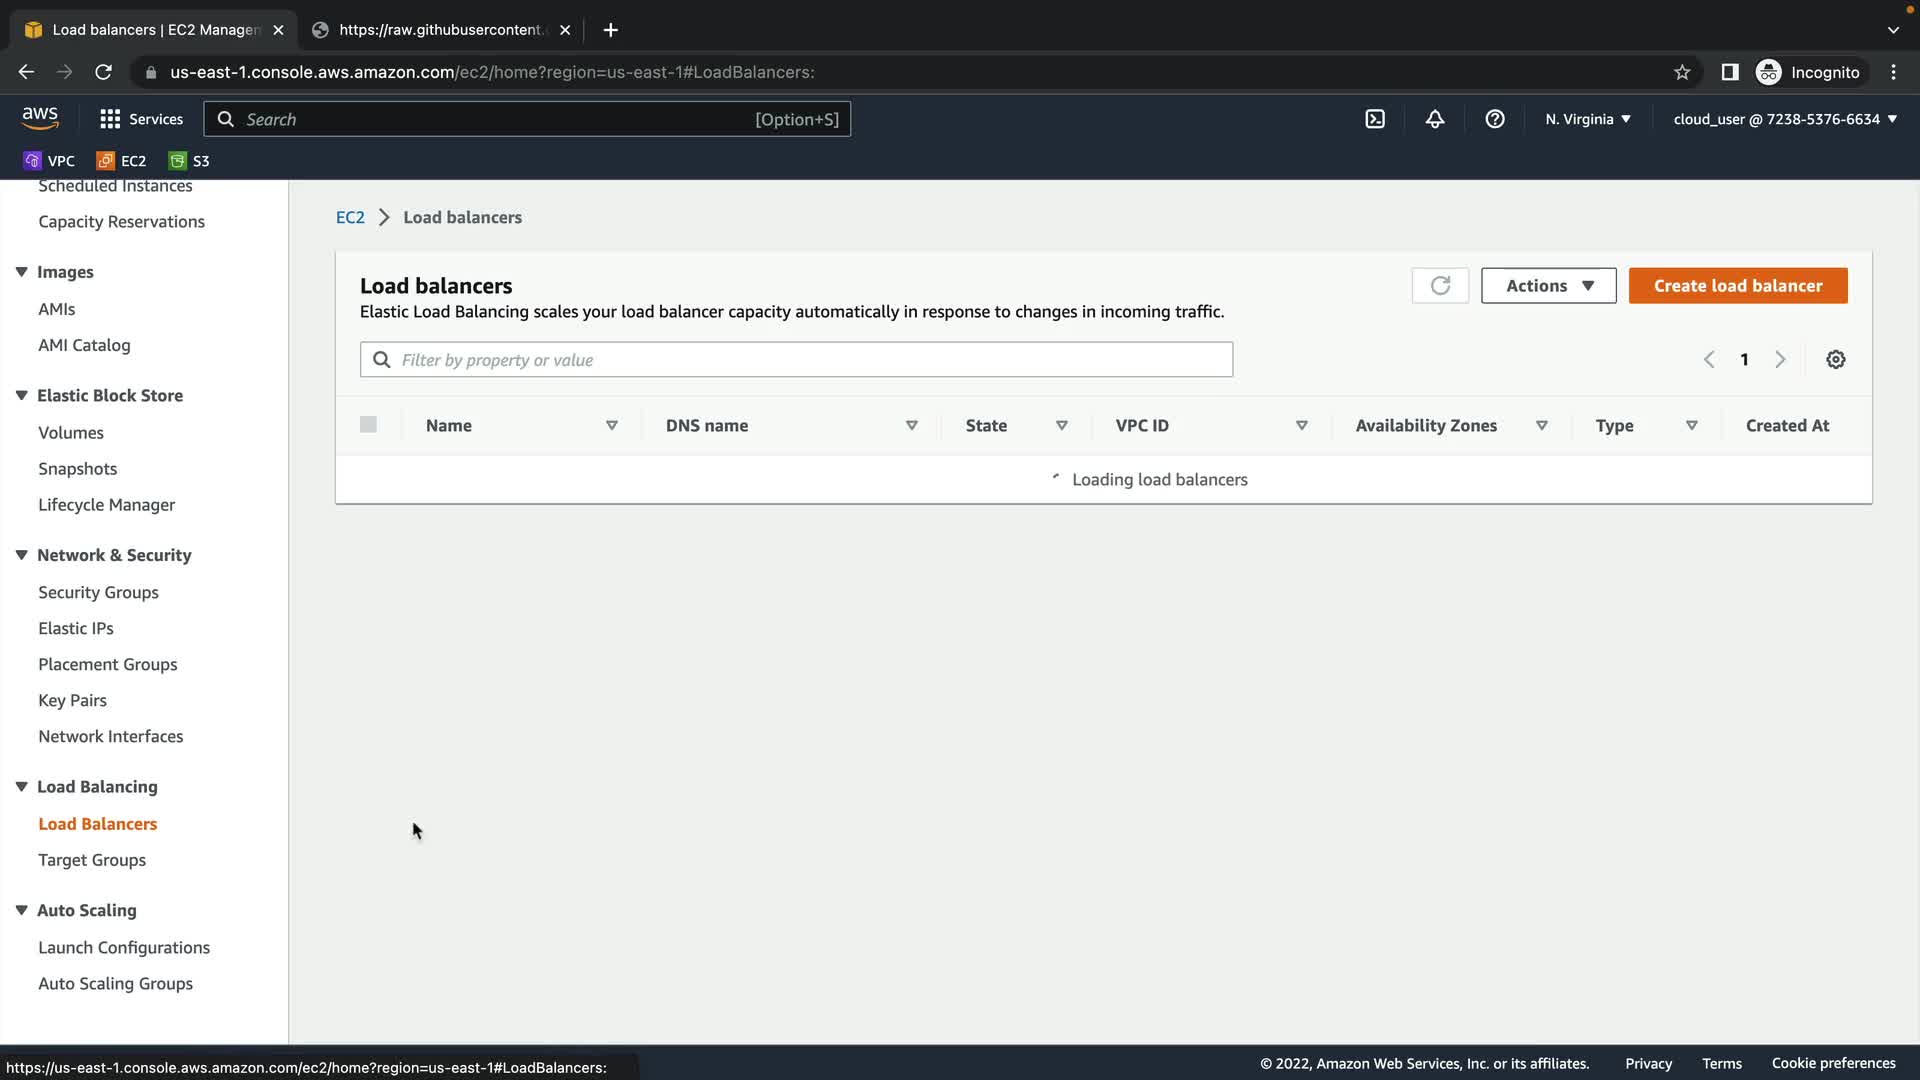 Load balancers | EC2 Manager
https://raw.githubusercontent.
us-east-1.console.aws.amazon.com/ec2/home?region=us-east-1#LoadBalancers:
Incognito
aws
Services
Search
[Option+S]
N. Virginia
cloud_user @ 7238-5376-6634
VPC
EC2
S3
Scheduled Instances
Capacity Reservations
Images
AMIs
AMI Catalog
Elastic Block Store
Volumes
Snapshots
Lifecycle Manager
Network & Security
Security Groups
Elastic IPs
Placement Groups
Key Pairs
Network Interfaces
Load Balancing
Load Balancers
Target Groups
Auto Scaling
Launch Configurations
Auto Scaling Groups
EC2 > Load balancers
Load balancers
Actions
Create load balancer
Elastic Load Balancing scales your load balancer capacity automatically in response to changes in incoming traffic.
Filter by property or value
1
Name
DNS name
State
VPC ID
Availability Zones
Type
Created At
Loading load balancers
https://us-east-1.console.aws.amazon.com/ec2/home?region=us-east-1#LoadBalancers:
© 2022, Amazon Web Services, Inc. or its affiliates.
Privacy
Terms
Cookie preferences